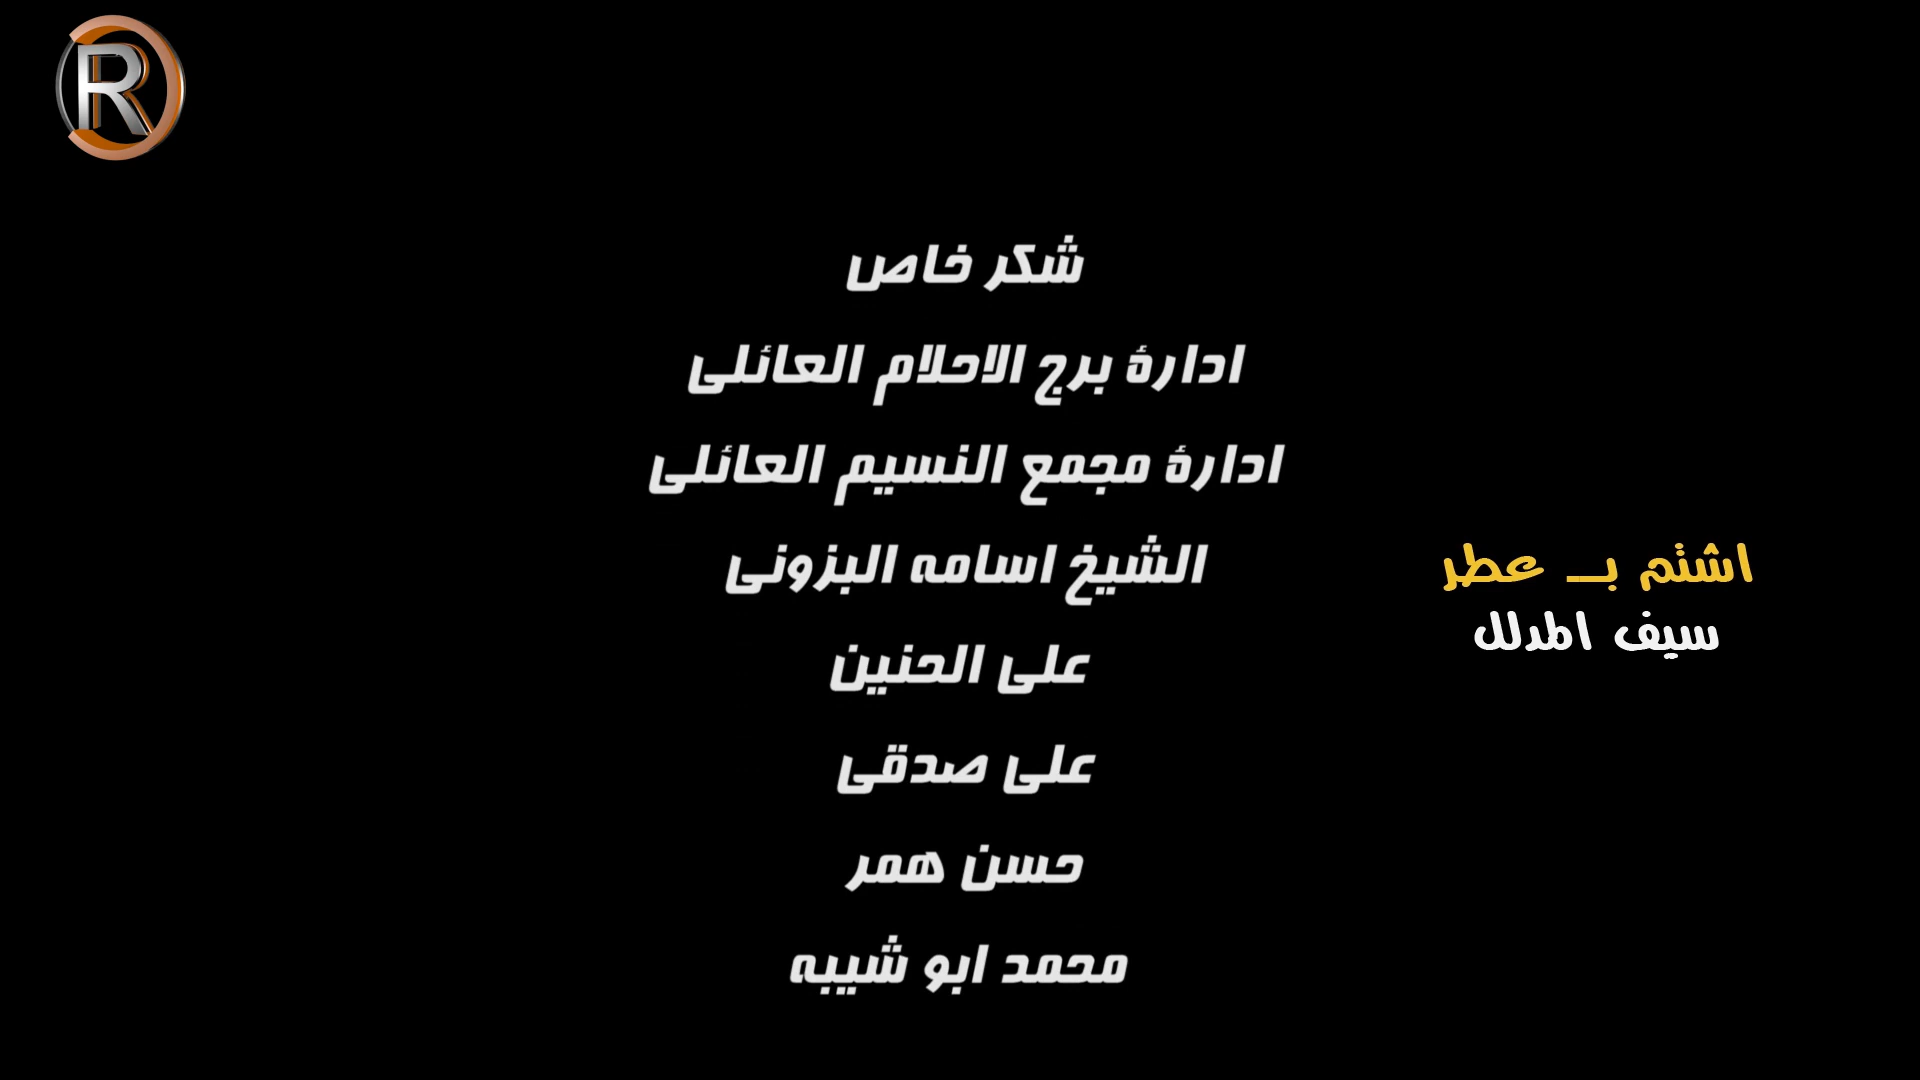 R
شكر خاص
ادارة برج الاحلام العائلى
ادارة مجمع النسيم العائلى
الشيخ اسامه البزونى
على الحنين
على صدقى
حسن همر
محمد ابو شيبه
اشتم بـ عطر
سيف المدلل